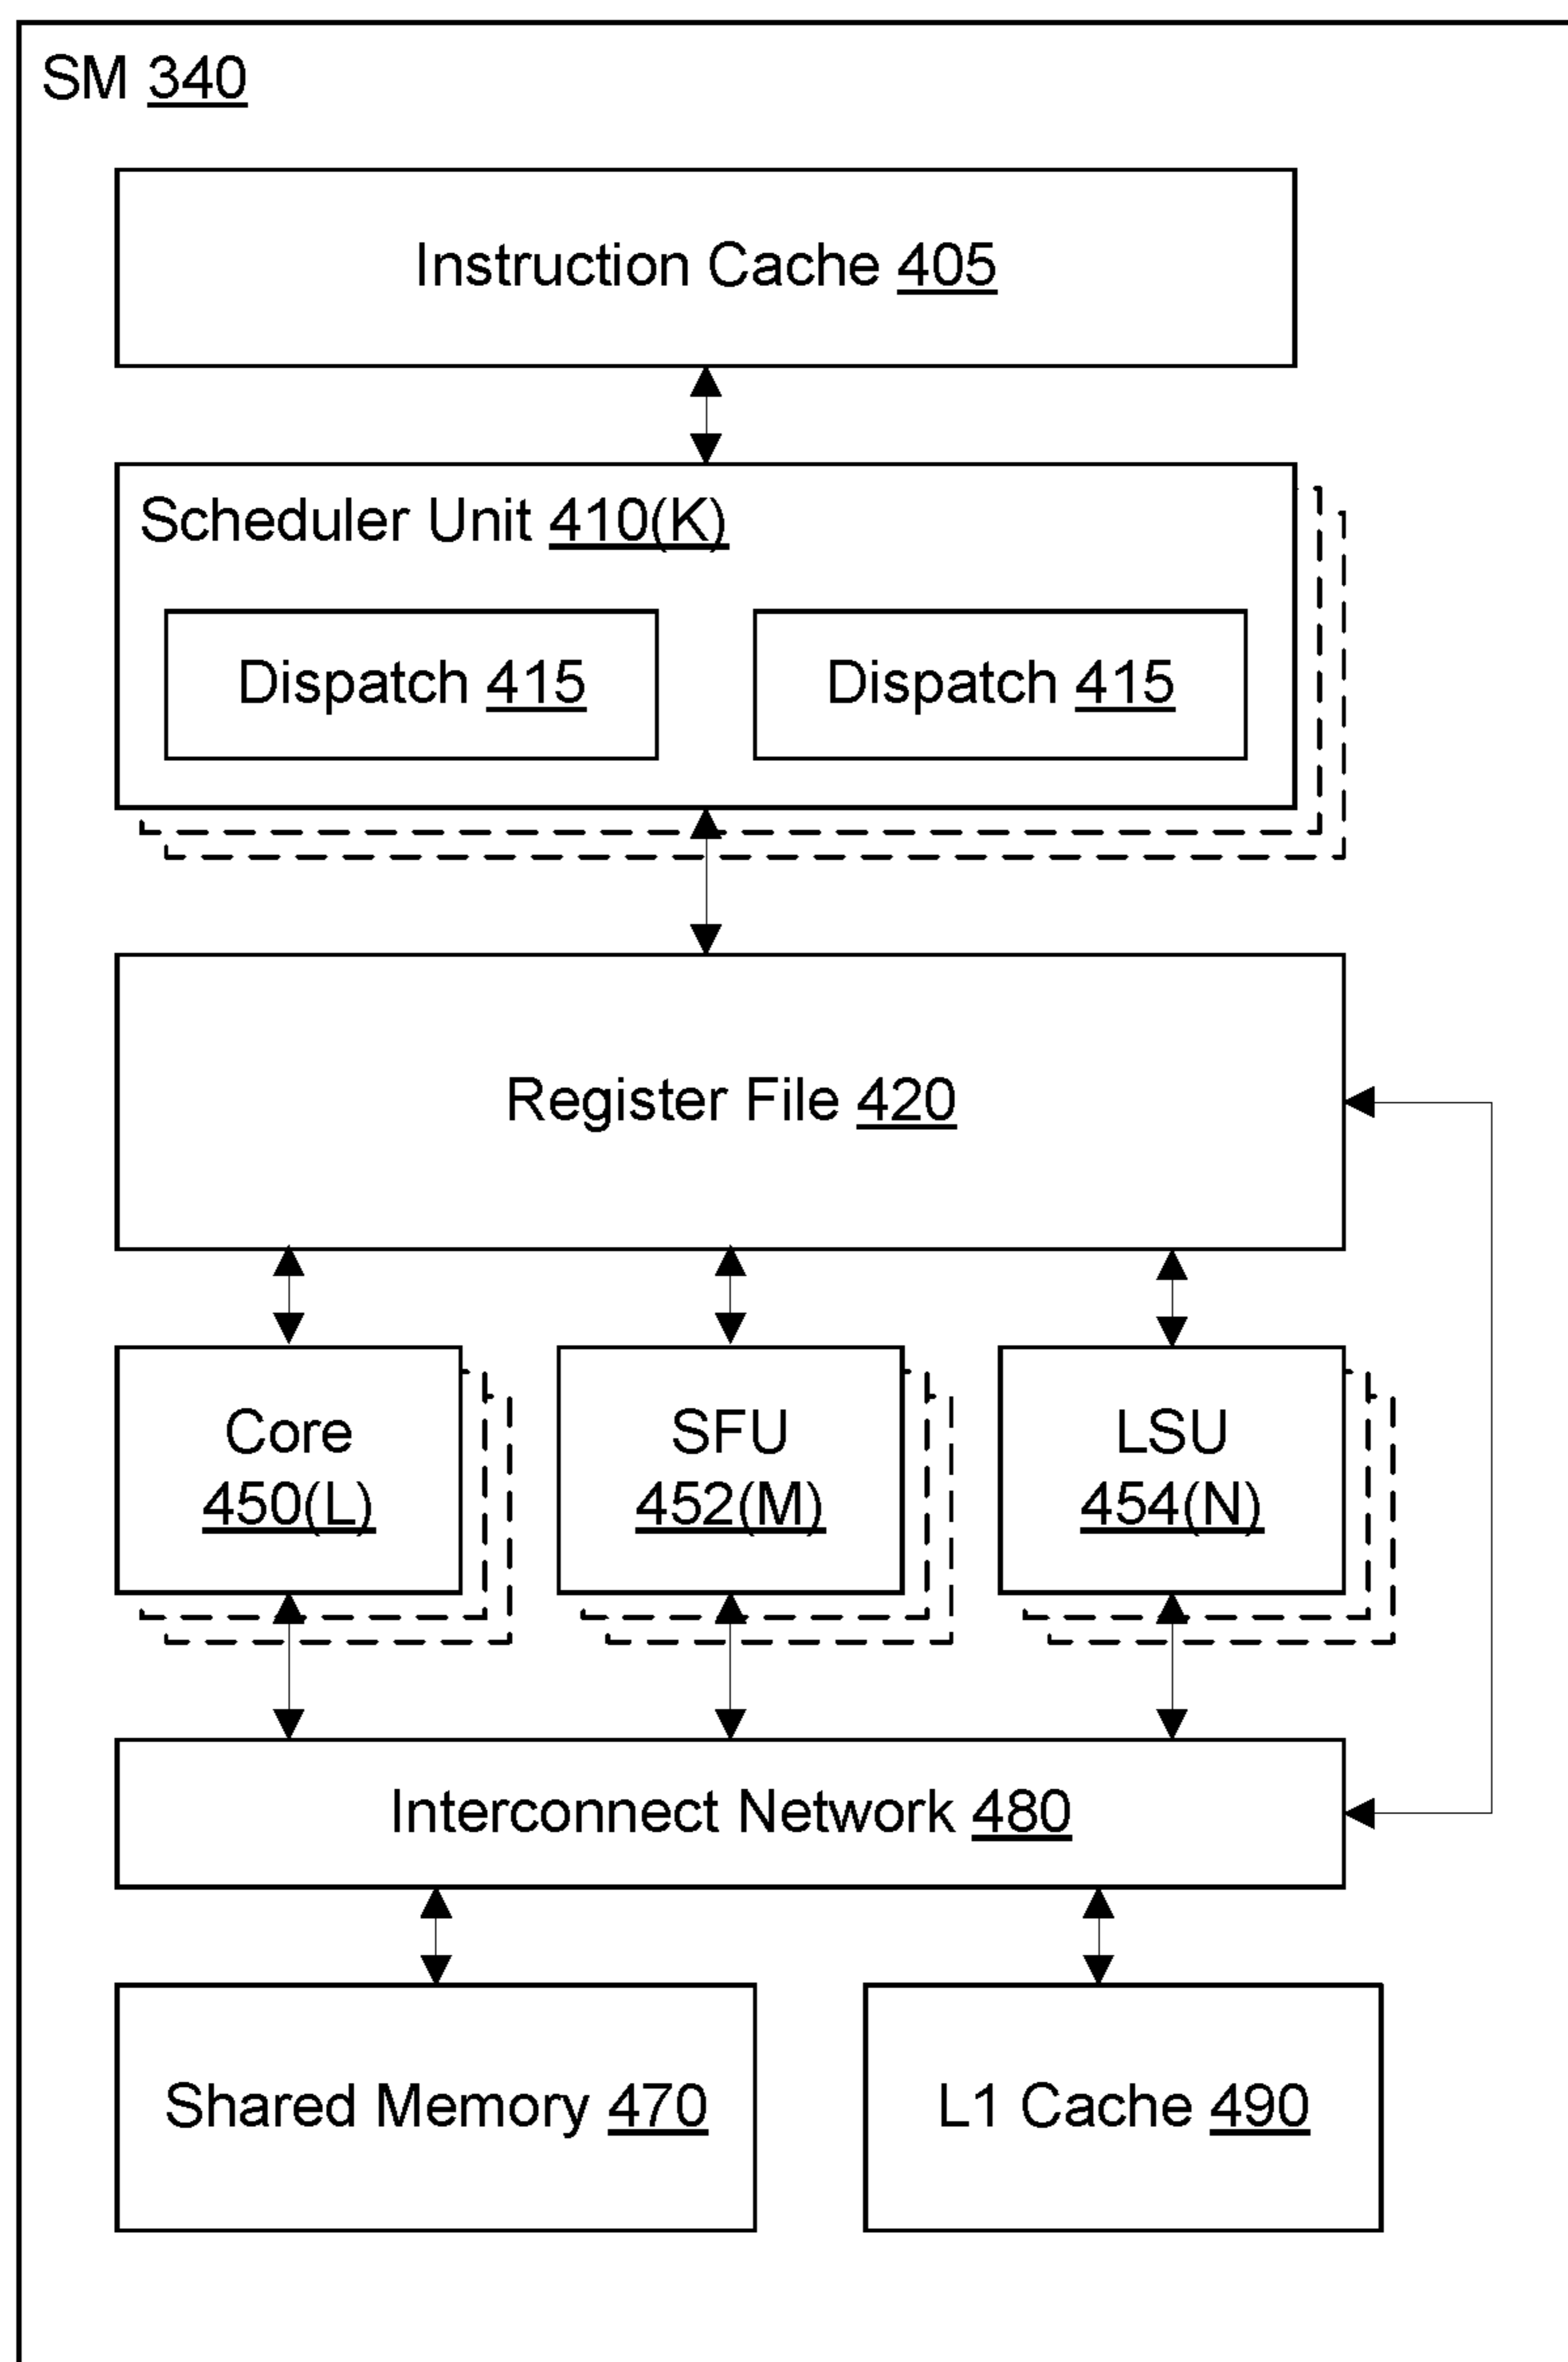 SM 340
Instruction Cache 405
Scheduler Unit 410(K)
Dispatch 415
Dispatch 415
Register File 420
Core
450(L)
SFU
452(M)
LSU
454(N)
Interconnect Network 480
Shared Memory 470
L1 Cache 490